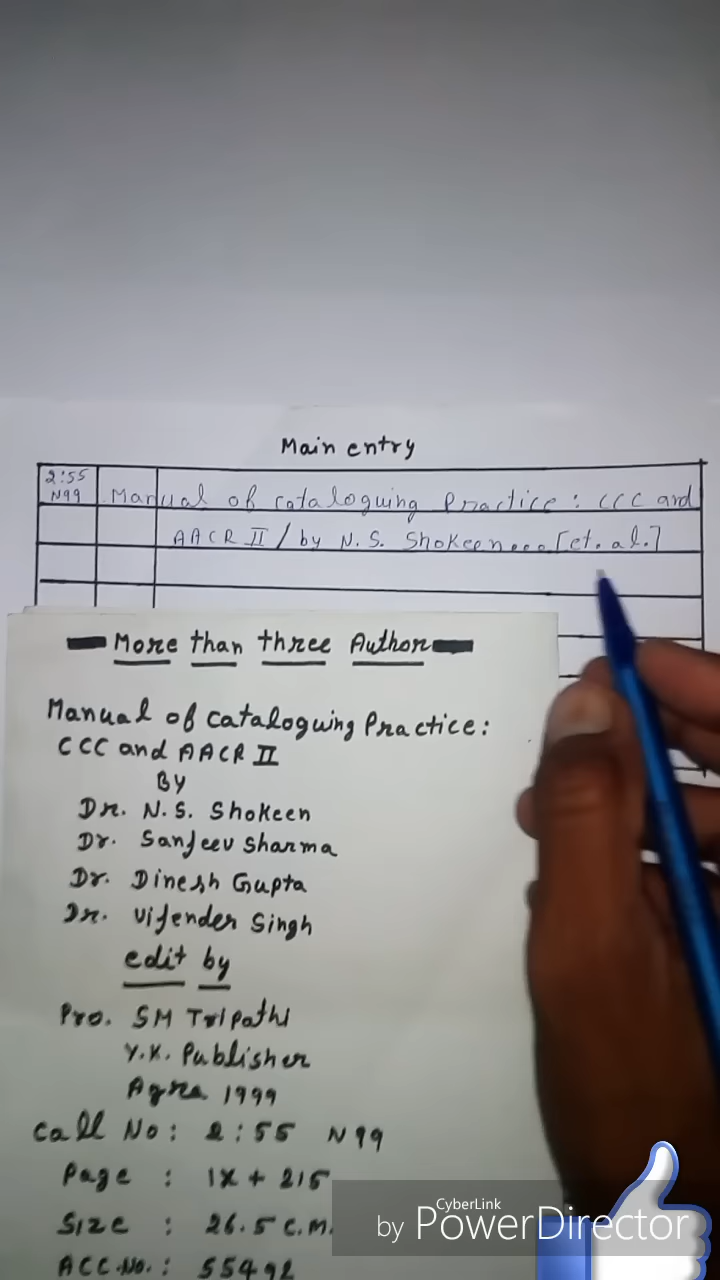 Main entry
2:55
N99
Manual of cataloguing Practice: CCC and
AACR II / by N. S. Shokeen... [et. al.]
More than three Author
Manual of cataloguing Practice:
CCC and AACR II
By
Dr. N.S. Shokeen
Dr. Sanjeev Sharma
Dr. Dinesh Gupta
Dr. Vijender Singh
edit by
Pro. SM Tripathi
Y.K. Publisher
Agra 1999
Call No: 2:55 N99
Page : IX + 215
Size : 26.5 C.M.
ACC.No.: 55492
CyberLink
by PowerDirector